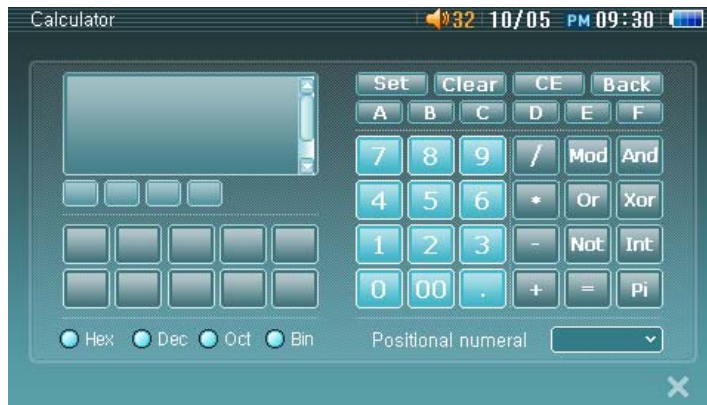 Calculator 32 10/05 PM 09:30
Set Clear CE Back
A B C D E F
7 8 9 / Mod And
4 5 6 * Or Xor
1 2 3 - Not Int
0 00 . + = Pi
Hex Dec Oct Bin Positional numeral